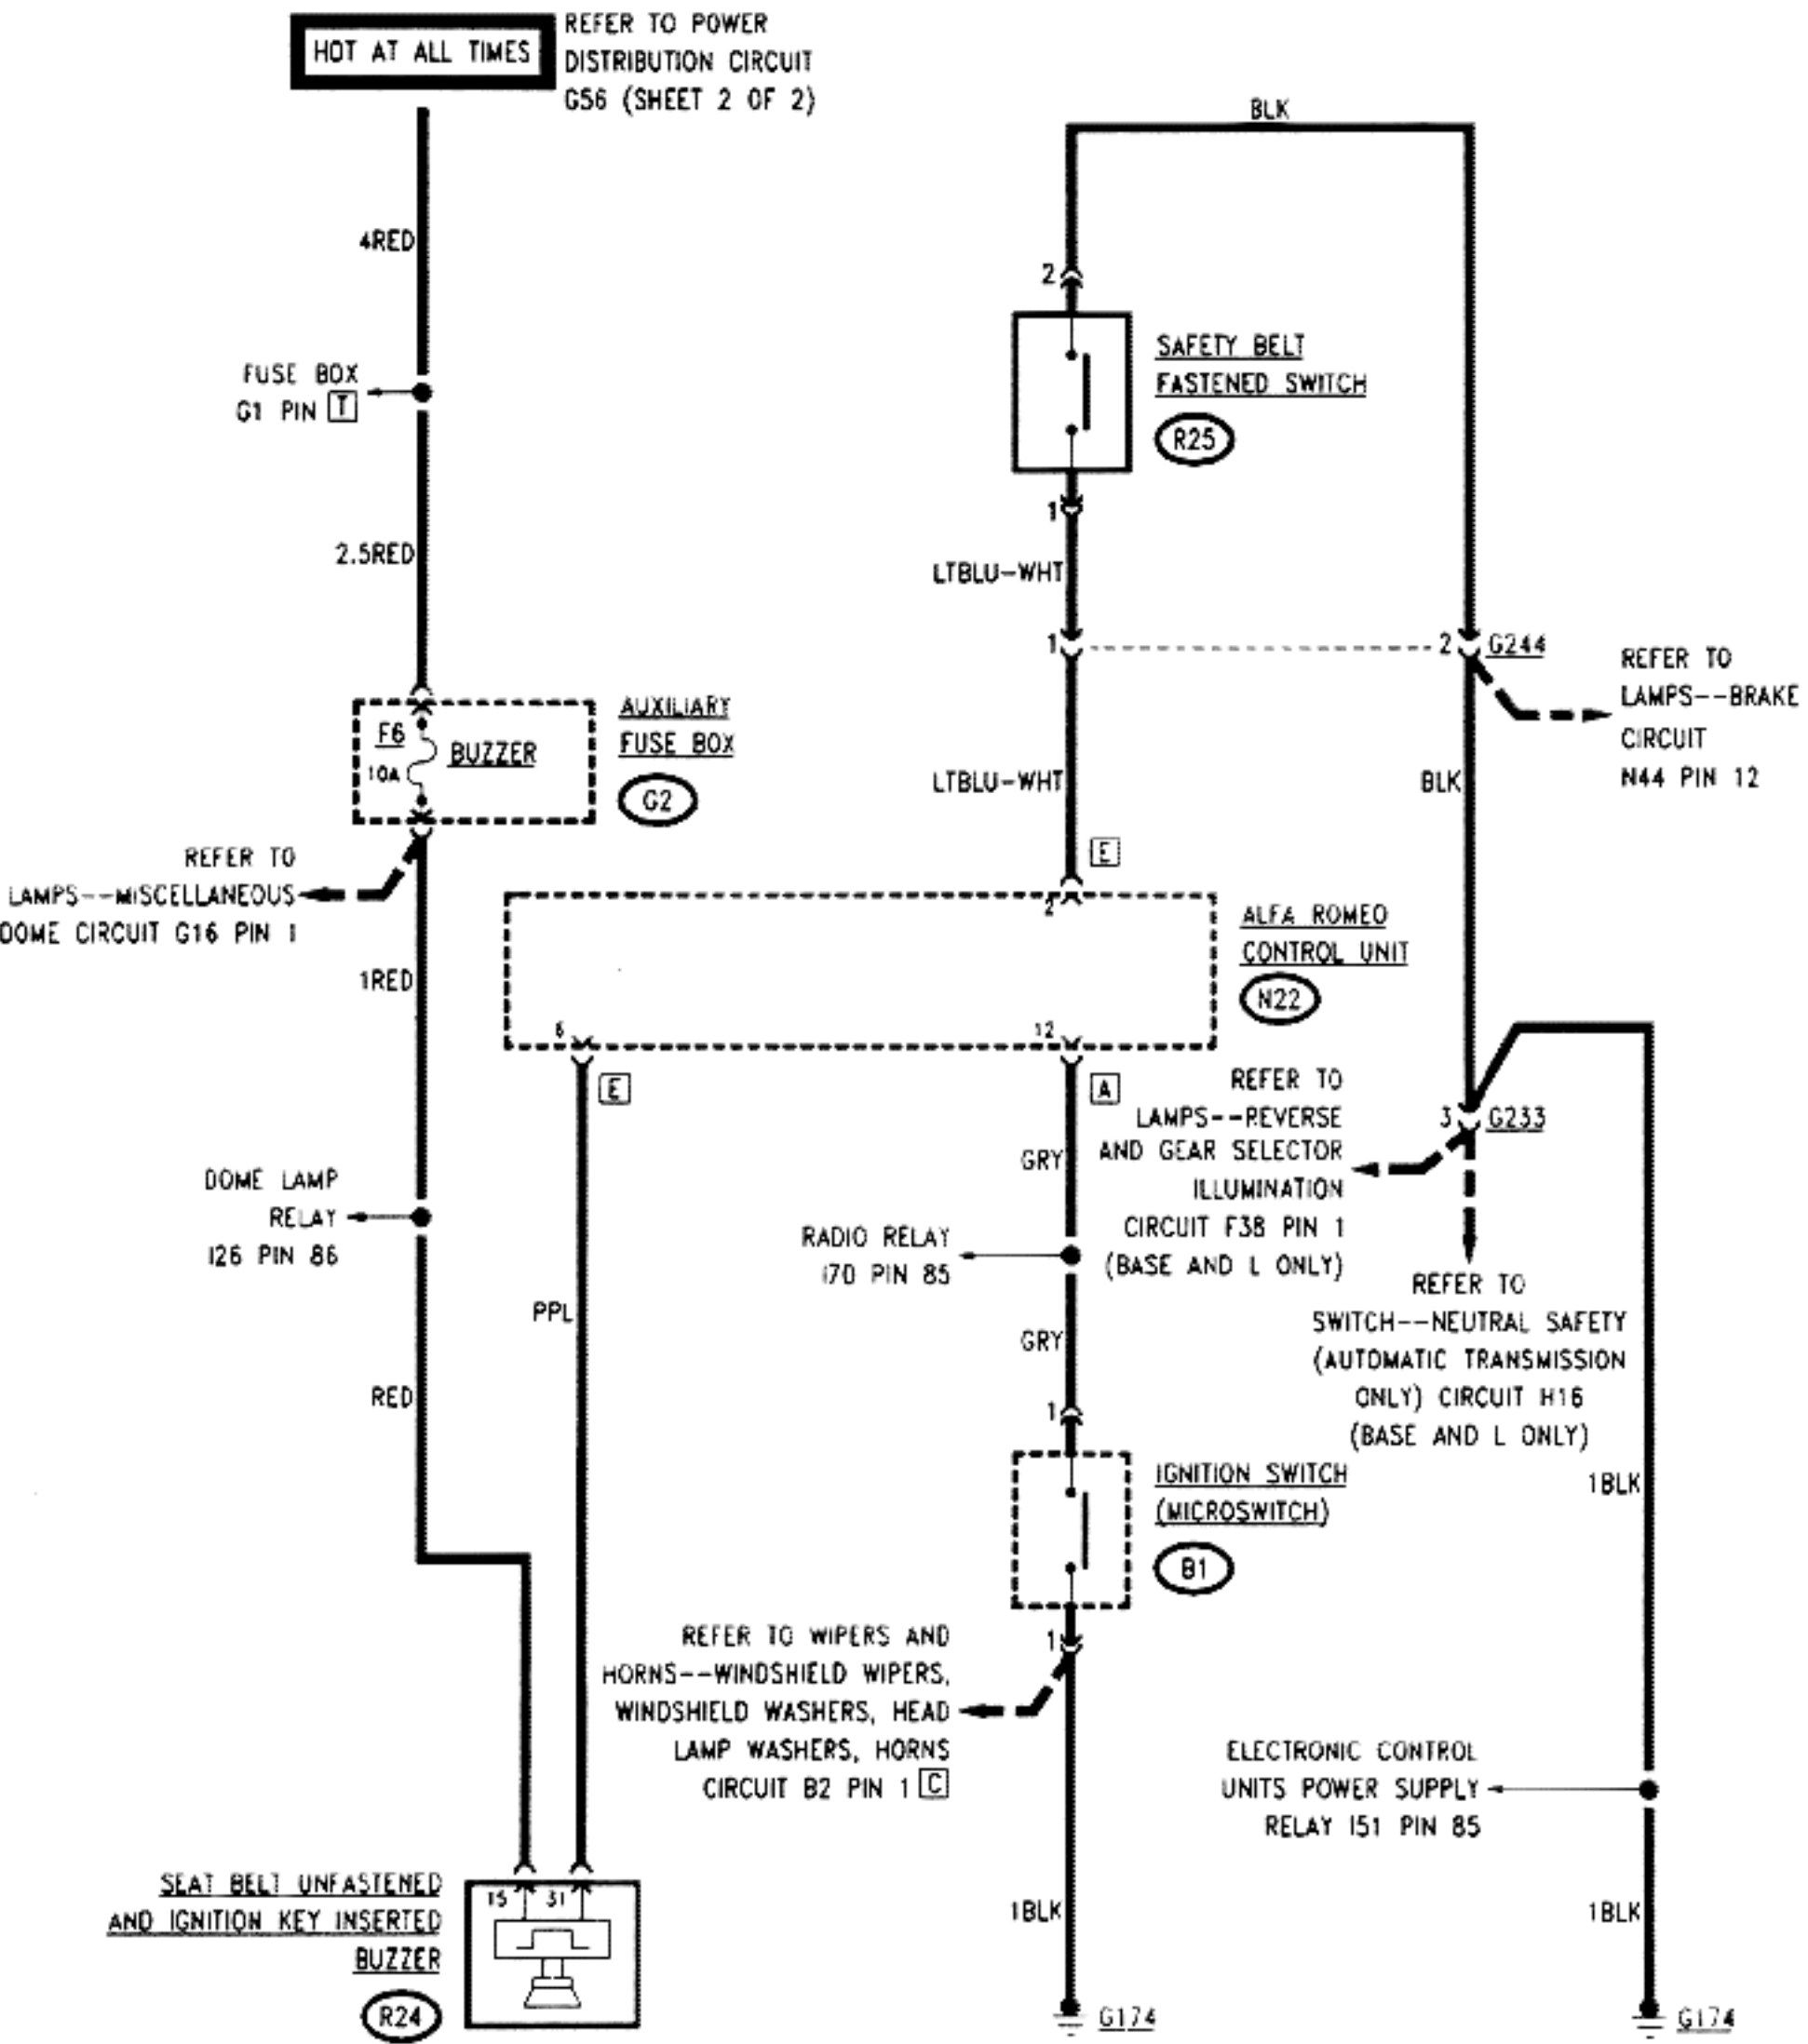 HOT AT ALL TIMES
REFER TO POWER
DISTRIBUTION CIRCUIT
G56 (SHEET 2 OF 2)
BLK
4RED
2
FUSE BOX
G1 PIN T
SAFETY BELT
FASTENED SWITCH
R25
1
2.5RED
LTBLU-WHT
1
2 G244
REFER TO
LAMPS--BRAKE
CIRCUIT
N44 PIN 12
AUXILIARY
FUSE BOX
G2
F6
10A
BUZZER
LTBLU-WHT
BLK
E
REFER TO
LAMPS--MISCELLANEOUS
DOME CIRCUIT G16 PIN 1
2
ALFA ROMEO
CONTROL UNIT
N22
1RED
6
12
E
A
3 G233
REFER TO
LAMPS--REVERSE
AND GEAR SELECTOR
ILLUMINATION
CIRCUIT F38 PIN 1
(BASE AND L ONLY)
GRY
DOME LAMP
RELAY
I26 PIN 86
RADIO RELAY
I70 PIN 85
REFER TO
SWITCH--NEUTRAL SAFETY
(AUTOMATIC TRANSMISSION
ONLY) CIRCUIT H16
(BASE AND L ONLY)
PPL
GRY
RED
1
IGNITION SWITCH
(MICROSWITCH)
B1
1BLK
1
REFER TO WIPERS AND
HORNS--WINDSHIELD WIPERS,
WINDSHIELD WASHERS, HEAD
LAMP WASHERS, HORNS
CIRCUIT B2 PIN 1 C
ELECTRONIC CONTROL
UNITS POWER SUPPLY
RELAY I51 PIN 85
SEAT BELT UNFASTENED
AND IGNITION KEY INSERTED
BUZZER
R24
15 31
1BLK
1BLK
G174
G174